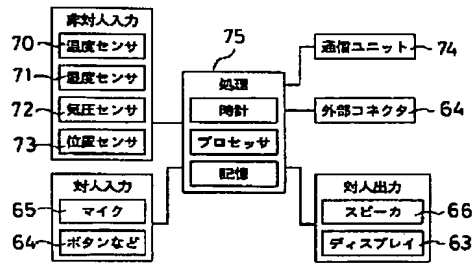 非対人入力
70 温度センサ
71 湿度センサ
72 気圧センサ
73 位置センサ
対人入力
65 マイク
64 ボタンなど
75
処理
時計
プロセッサ
記憶
通信ユニット 74
外部コネクタ 64
対人出力
スピーカ 66
ディスプレイ 63